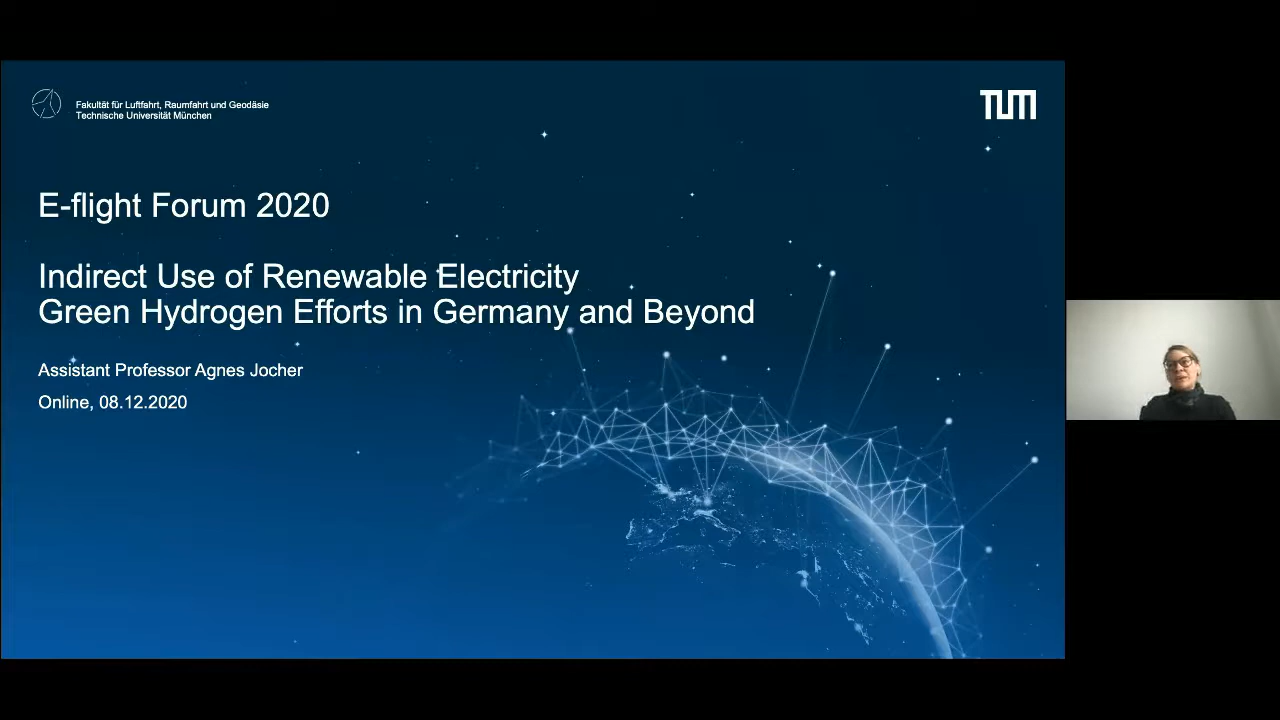 Fakultät für Luftfahrt, Raumfahrt und Geodäsie
Technische Universität München
TUM
E-flight Forum 2020
Indirect Use of Renewable Electricity
Green Hydrogen Efforts in Germany and Beyond
Assistant Professor Agnes Jocher
Online, 08.12.2020